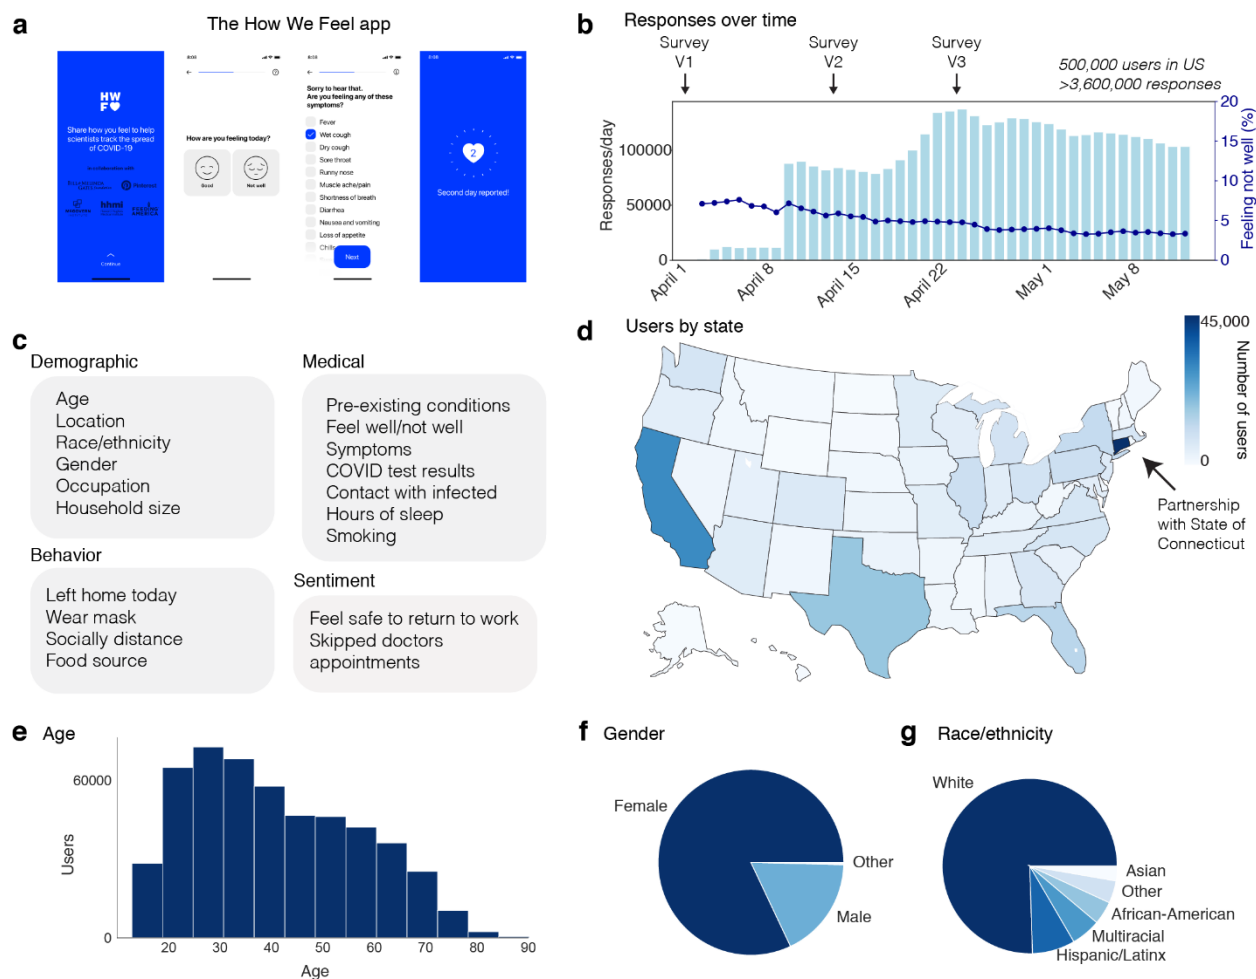 a
The How We Feel app
HW
F
Share how you feel to help
scientists track the spread
of COVID-19
In collaboration with
Pinterest
hhmi
FEEDING
AMERICA
Continue
How are you feeling today?
Good
Not well
Sorry to hear that.
Are you feeling any of these
symptoms?
Fever
Wet cough
Dry cough
Sore throat
Runny nose
Muscle ache/pain
Shortness of breath
Diarrhea
Nausea and vomiting
Loss of appetite
Chills
Next
2
Second day reported!
b
Responses over time
Survey
V1
Survey
V2
Survey
V3
500,000 users in US
>3,600,000 responses
Responses/day
100000
50000
0
20
15
10
5
0
Feeling not well (%)
April 1
April 8
April 15
April 22
May 1
May 8
c
Demographic
Age
Location
Race/ethnicity
Gender
Occupation
Household size
Medical
Pre-existing conditions
Feel well/not well
Symptoms
COVID test results
Contact with infected
Hours of sleep
Smoking
Behavior
Left home today
Wear mask
Socially distance
Food source
Sentiment
Feel safe to return to work
Skipped doctors
appointments
d
Users by state
45,000
0
Number of users
Partnership
with State of
Connecticut
e
Age
60000
0
Users
20
30
40
50
60
70
80
90
Age
f
Gender
Female
Other
Male
g
Race/ethnicity
White
Asian
Other
African-American
Multiracial
Hispanic/Latinx